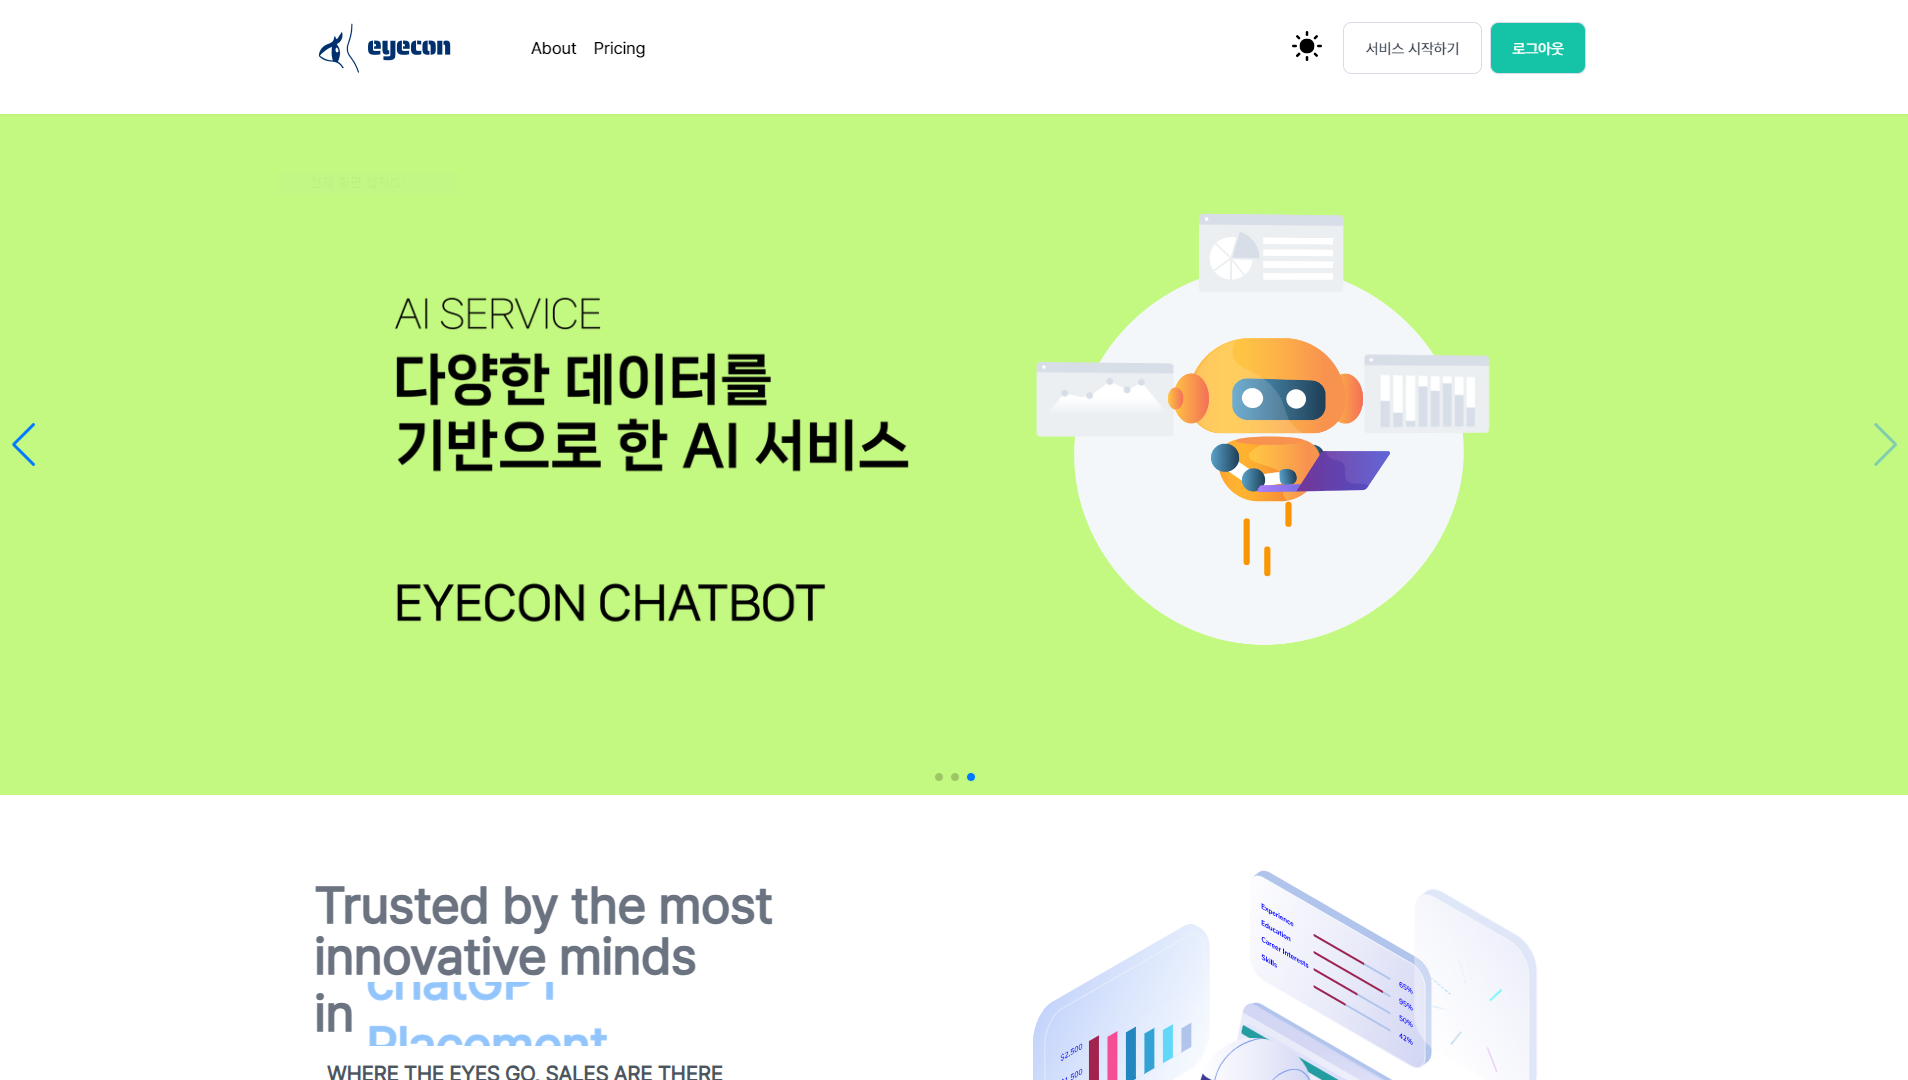 eyecon
About Pricing
서비스 시작하기
로그아웃
AI SERVICE
다양한 데이터를
기반으로 한 AI 서비스
EYECON CHATBOT
Trusted by the most
innovative minds
in
chatGPT
Placement
WHERE THE EYES GO, SALES ARE THERE
Experience
Education
Career Interests
Skills
65%
95%
50%
42%
$2,500